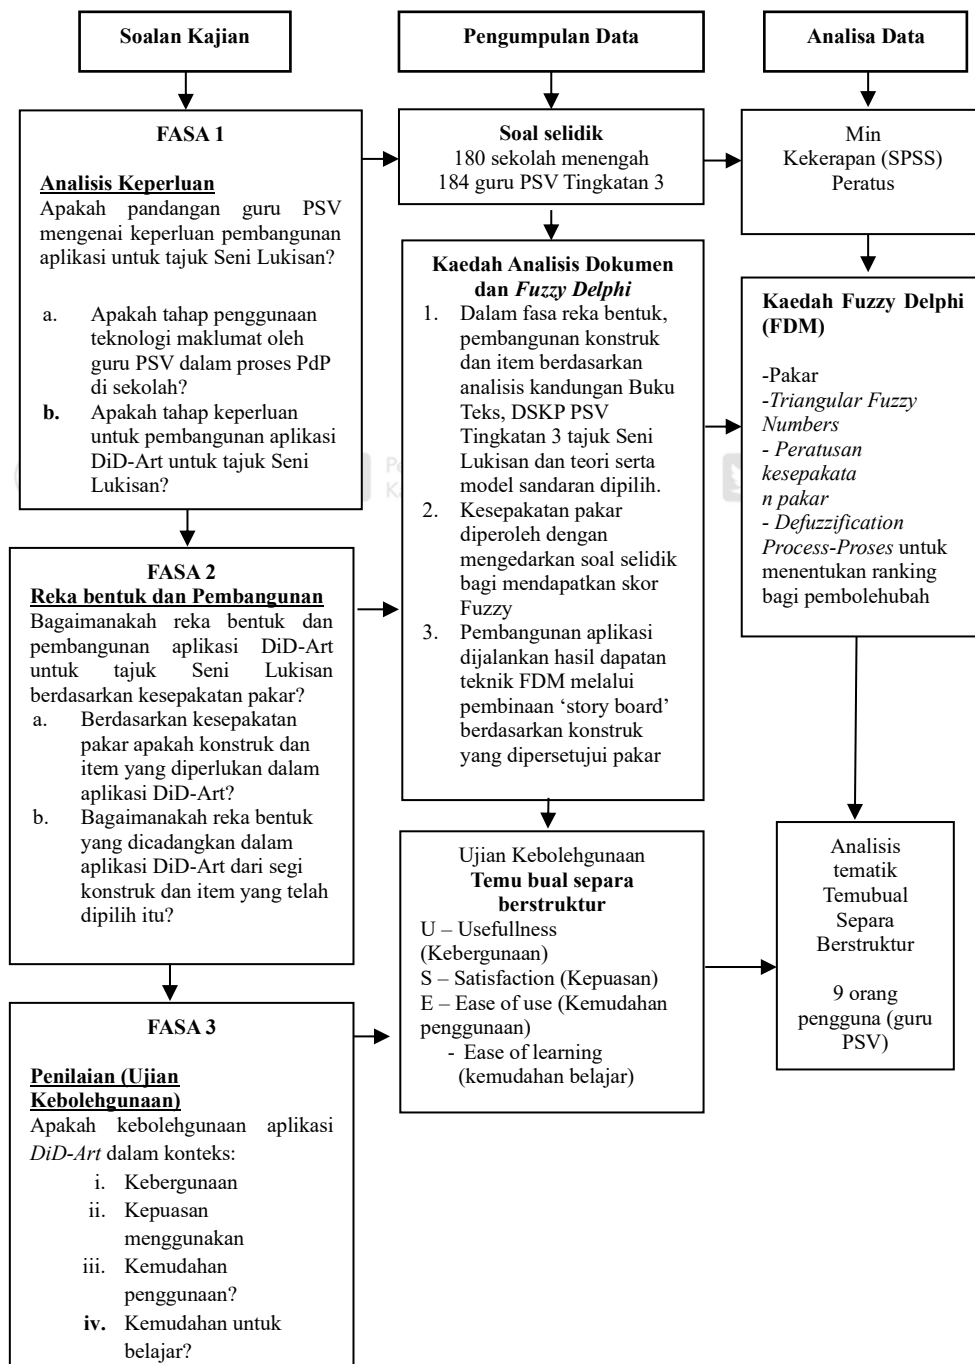 Soalan Kajian
Pengumpulan Data
Analisa Data
FASA 1
Analisis Keperluan
Apakah pandangan guru PSV
mengenai keperluan pembangunan
aplikasi untuk tajuk Seni Lukisan?
a. Apakah tahap penggunaan
teknologi maklumat oleh
guru PSV dalam proses PdP
di sekolah?
b. Apakah tahap keperluan
untuk pembangunan aplikasi
DiD-Art untuk tajuk Seni
Lukisan?
Soal selidik
180 sekolah menengah
184 guru PSV Tingkatan 3
Min
Kekerapan (SPSS)
Peratus
Kaedah Analisis Dokumen
dan Fuzzy Delphi
1. Dalam fasa reka bentuk,
pembangunan konstruk
dan item berdasarkan
analisis kandungan Buku
Teks, DSKP PSV
Tingkatan 3 tajuk Seni
Lukisan dan teori serta
model sandaran dipilih.
2. Kesepakatan pakar
diperoleh dengan
mengedarkan soal selidik
bagi mendapatkan skor
Fuzzy
3. Pembangunan aplikasi
dijalankan hasil dapatan
teknik FDM melalui
pembinaan ‘story board’
berdasarkan konstruk
yang dipersetujui pakar
Kaedah Fuzzy Delphi
(FDM)
-Pakar
-Triangular Fuzzy
Numbers
- Peratusan
kesepakata
n pakar
- Defuzzification
Process-Proses untuk
menentukan ranking
bagi pembolehubah
FASA 2
Reka bentuk dan Pembangunan
Bagaimanakah reka bentuk dan
pembangunan aplikasi DiD-Art
untuk tajuk Seni Lukisan
berdasarkan kesepakatan pakar?
a. Berdasarkan kesepakatan
pakar apakah konstruk dan
item yang diperlukan dalam
aplikasi DiD-Art?
b. Bagaimanakah reka bentuk
yang dicadangkan dalam
aplikasi DiD-Art dari segi
konstruk dan item yang telah
dipilih itu?
Ujian Kebolehgunaan
Temu bual separa
berstruktur
U – Usefullness
(Kebergunaan)
S – Satisfaction (Kepuasan)
E – Ease of use (Kemudahan
penggunaan)
- Ease of learning
(kemudahan belajar)
Analisis
tematik
Temubual
Separa
Berstruktur
9 orang
pengguna (guru
PSV)
FASA 3
Penilaian (Ujian
Kebolehgunaan)
Apakah kebolehgunaan aplikasi
DiD-Art dalam konteks:
i. Kebergunaan
ii. Kepuasan
menggunakan
iii. Kemudahan
penggunaan?
iv. Kemudahan untuk
belajar?